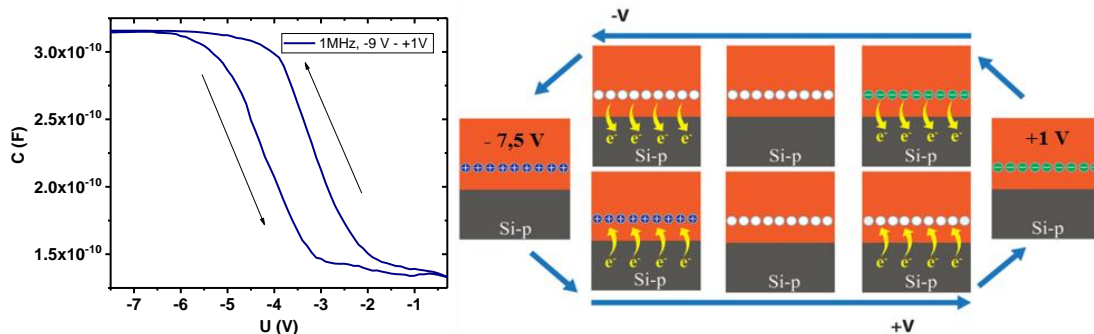 3.0x10⁻¹⁰
2.5x10⁻¹⁰
2.0x10⁻¹⁰
1.5x10⁻¹⁰
C (F)
1MHz, -9 V - +1V
-7 -6 -5 -4 -3 -2 -1
U (V)
-V
e⁻ e⁻ e⁻ e⁻
Si-p
Si-p
e⁻ e⁻ e⁻ e⁻
Si-p
- 7,5 V
Si-p
+1 V
Si-p
e⁻ e⁻ e⁻ e⁻
Si-p
Si-p
e⁻ e⁻ e⁻ e⁻
Si-p
+V